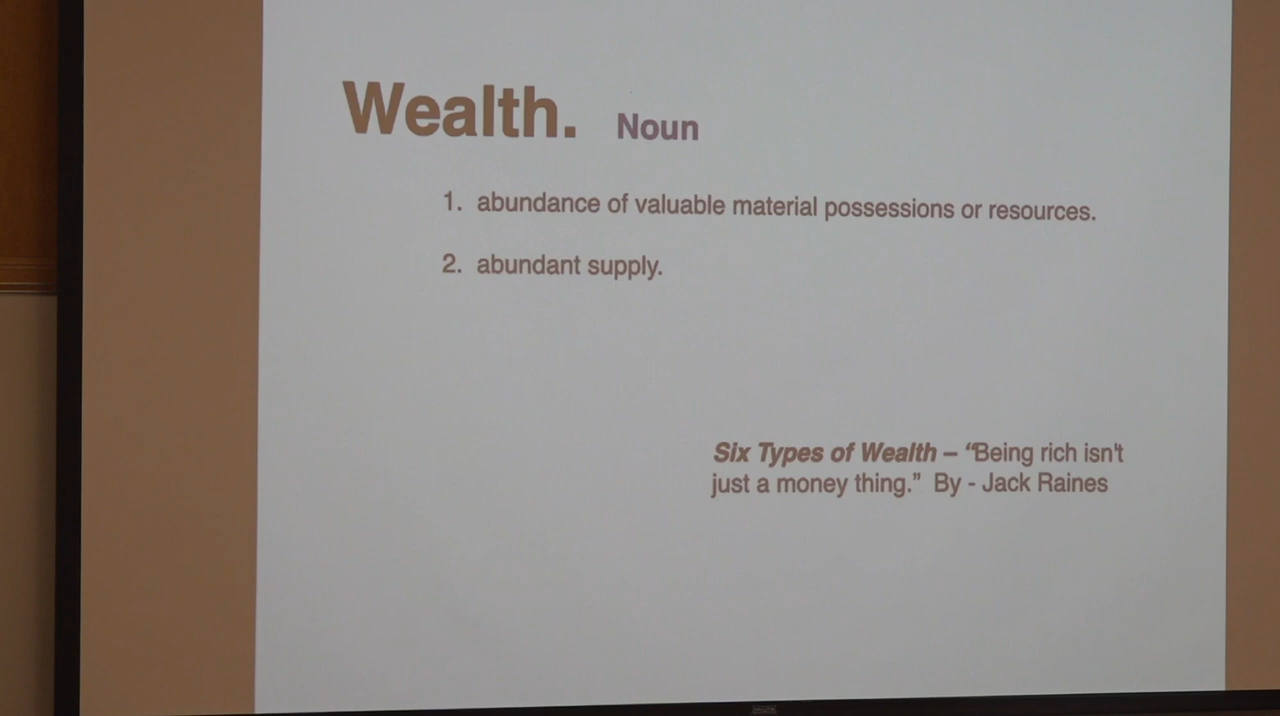 Wealth. Noun
1. abundance of valuable material possessions or resources.
2. abundant supply.
Six Types of Wealth – “Being rich isn't
just a money thing.” By - Jack Raines